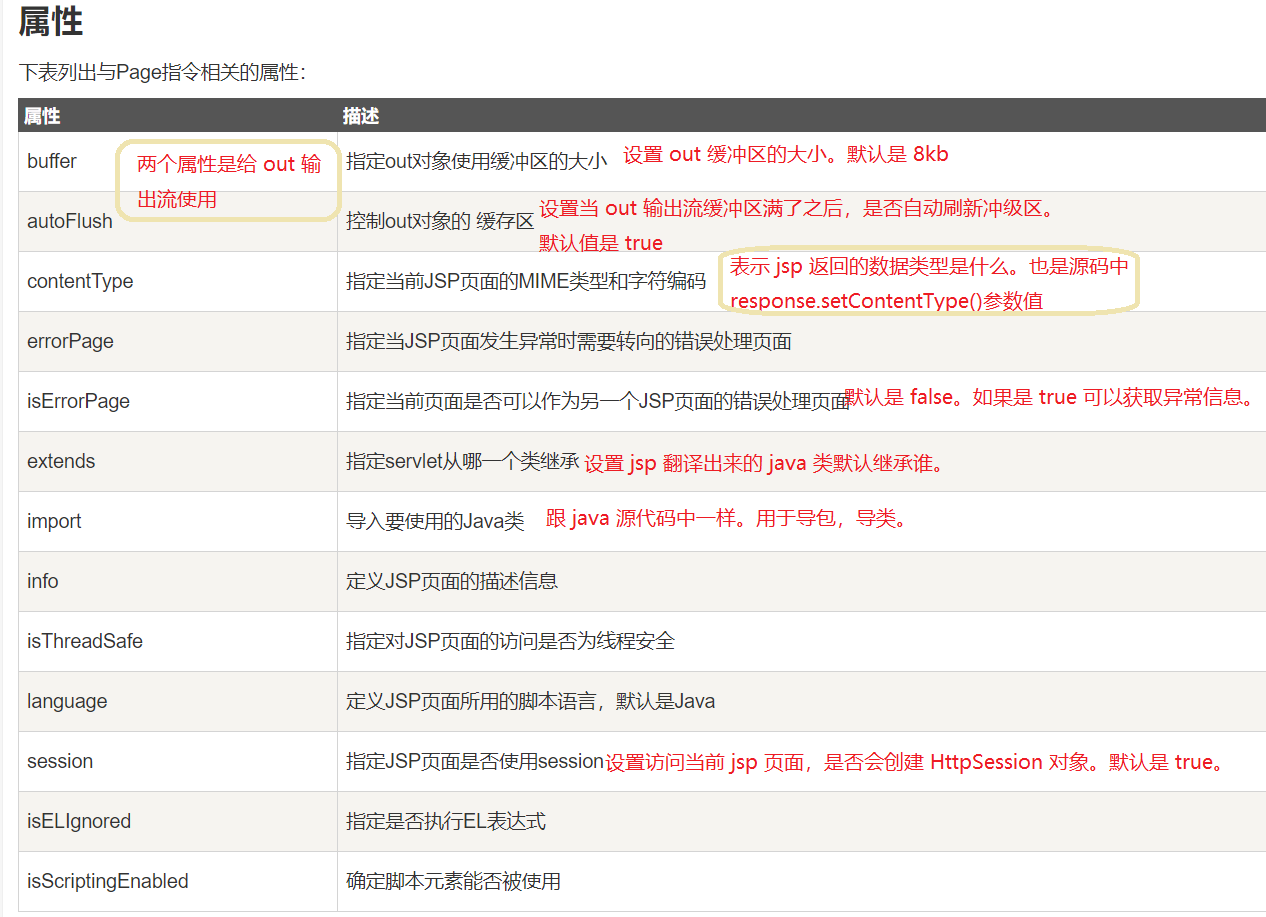 属性
下表列出与Page指令相关的属性：
属性 描述
buffer 指定out对象使用缓冲区的大小 设置 out 缓冲区的大小。默认是 8kb
两个属性是给 out 输
出流使用
autoFlush 控制out对象的 缓存区 设置当 out 输出流缓冲区满了之后，是否自动刷新冲级区。
默认值是 true
contentType 指定当前JSP页面的MIME类型和字符编码 表示 jsp 返回的数据类型是什么。也是源码中
response.setContentType()参数值
errorPage 指定当JSP页面发生异常时需要转向的错误处理页面
isErrorPage 指定当前页面是否可以作为另一个JSP页面的错误处理页面 默认是 false。如果是 true 可以获取异常信息。
extends 指定servlet从哪一个类继承 设置 jsp 翻译出来的 java 类默认继承谁。
import 导入要使用的Java类 跟 java 源代码中一样。用于导包，导类。
info 定义JSP页面的描述信息
isThreadSafe 指定对JSP页面的访问是否为线程安全
language 定义JSP页面所用的脚本语言，默认是Java
session 指定JSP页面是否使用session 设置访问当前 jsp 页面，是否会创建 HttpSession 对象。默认是 true。
isELIgnored 指定是否执行EL表达式
isScriptingEnabled 确定脚本元素能否被使用